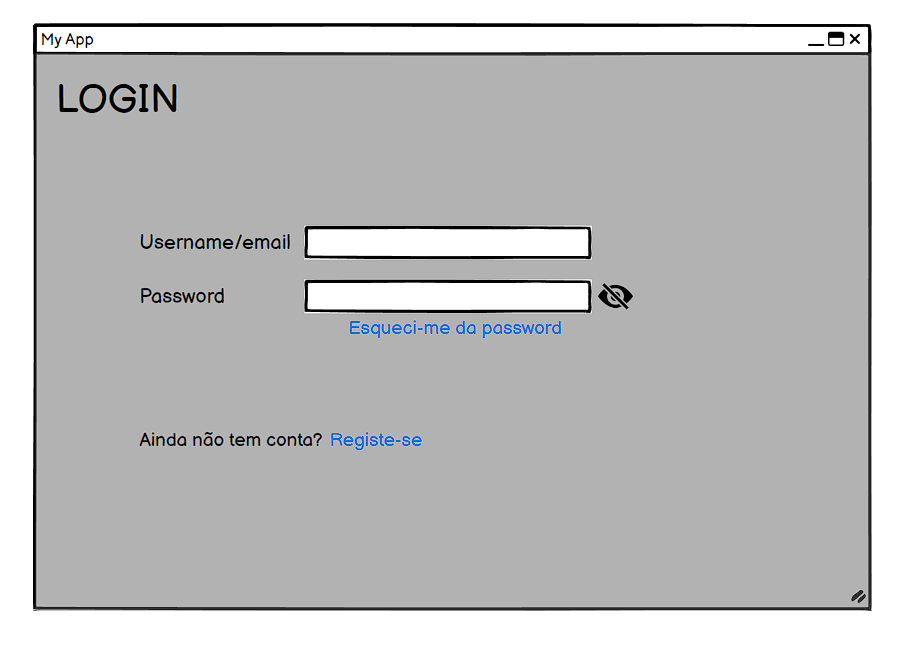 My App
LOGIN
Username/email
Password
Esqueci-me da password
Ainda não tem conta? Registe-se